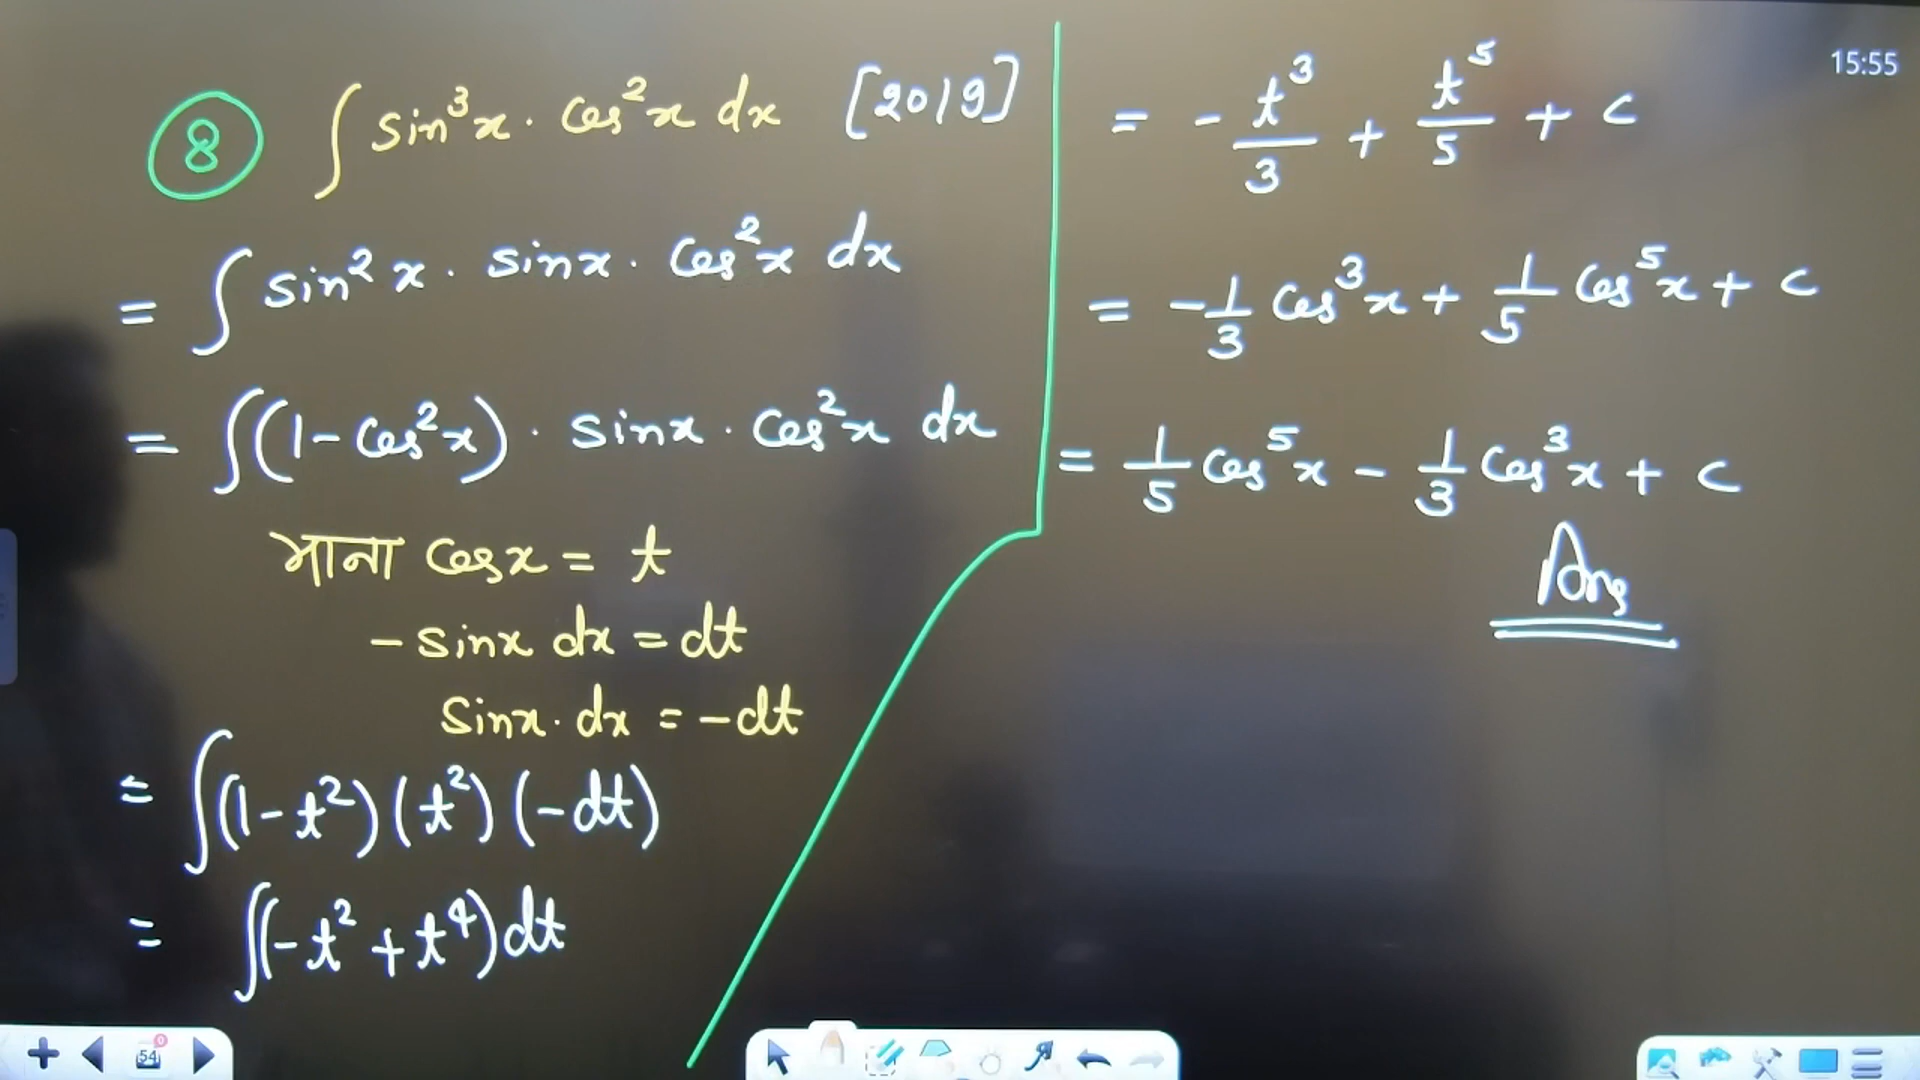 8 ∫ sin³x · cos²x dx [2019]
= ∫ sin²x · sinx · cos²x dx
= ∫(1-cos²x) · sinx · cos²x dx
माना cosx = t
-sinx dx = dt
sinx · dx = -dt
= ∫(1-t²)(t²)(-dt)
= ∫(-t²+t⁴)dt
= - t³/3 + t⁵/5 + c
= -1/3 cos³x + 1/5 cos⁵x + c
= 1/5 cos⁵x - 1/3 cos³x + c
Ans
15:55
54
0